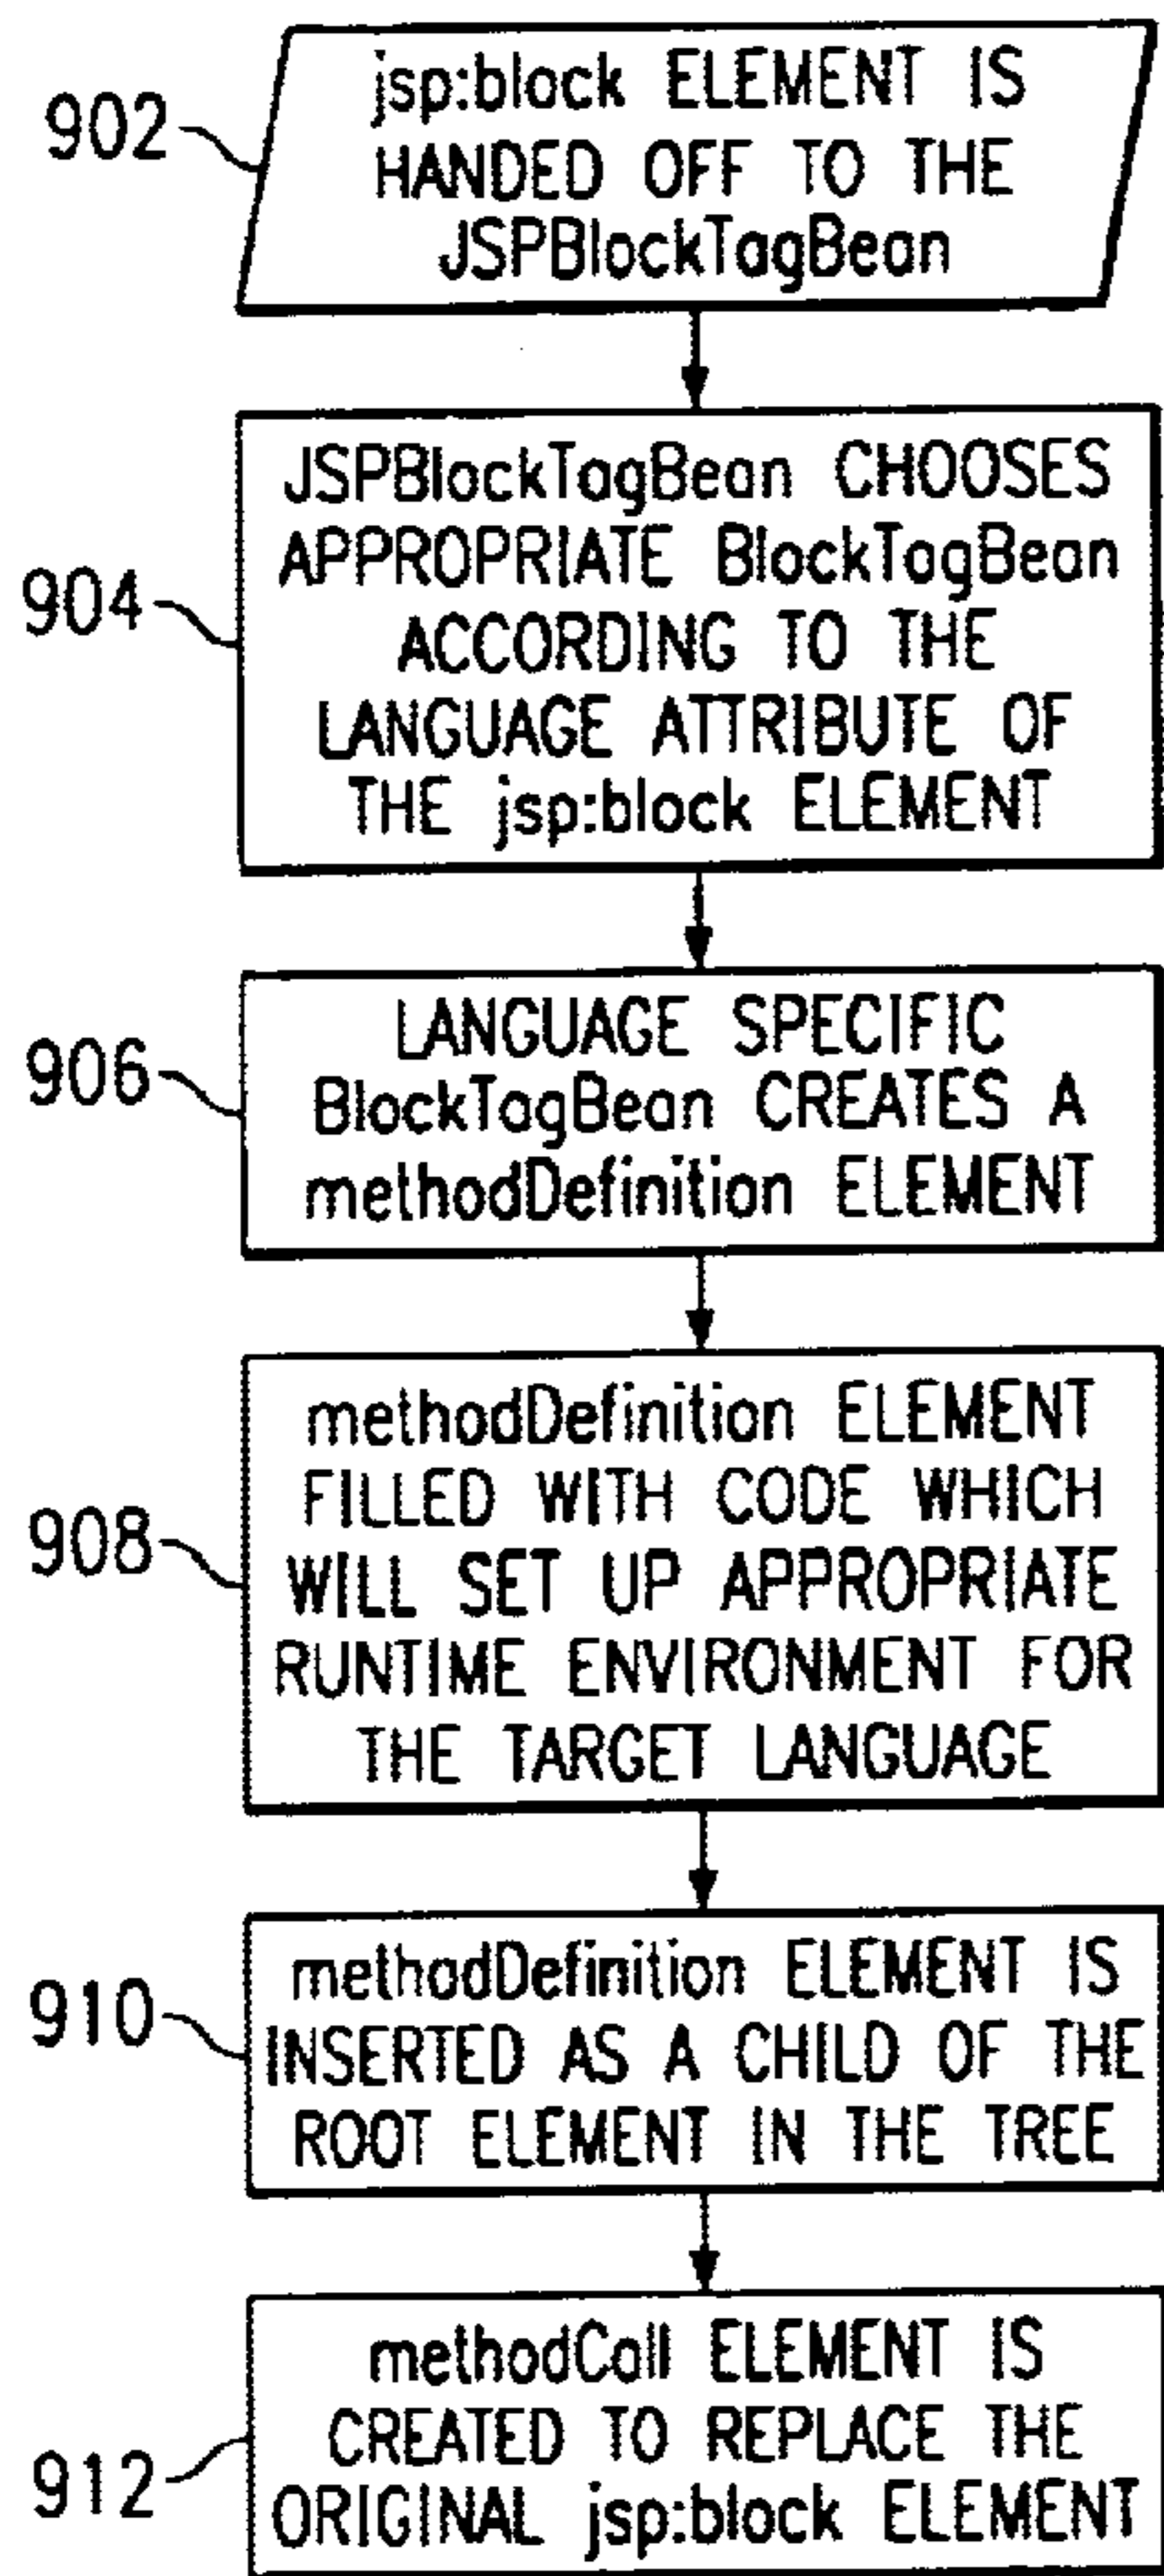 902
jsp:block ELEMENT IS
HANDED OFF TO THE
JSPBlockTagBean
904
JSPBlockTagBean CHOOSES
APPROPRIATE BlockTagBean
ACCORDING TO THE
LANGUAGE ATTRIBUTE OF
THE jsp:block ELEMENT
906
LANGUAGE SPECIFIC
BlockTagBean CREATES A
methodDefinition ELEMENT
908
methodDefinition ELEMENT
FILLED WITH CODE WHICH
WILL SET UP APPROPRIATE
RUNTIME ENVIRONMENT FOR
THE TARGET LANGUAGE
910
methodDefinition ELEMENT IS
INSERTED AS A CHILD OF THE
ROOT ELEMENT IN THE TREE
912
methodCall ELEMENT IS
CREATED TO REPLACE THE
ORIGINAL jsp:block ELEMENT